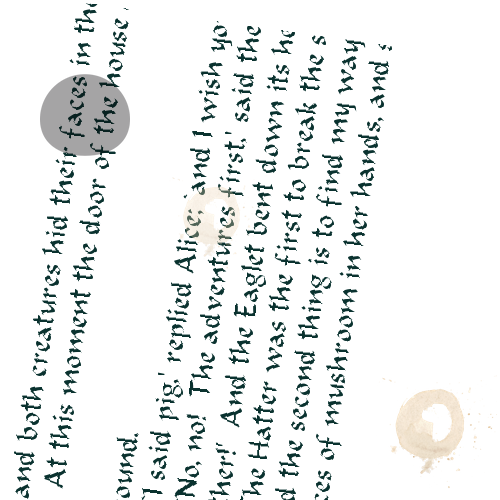 and both creatures hid their faces in the
At this moment the door of the house
ound.
'I said pig,' replied Alice; 'and I wish yo
'No, no! The adventures first,' said the
ther!' And the Eaglet bent down its he
The Hatter was the first to break the s
d the second thing is to find my way
ces of mushroom in her hands, and s